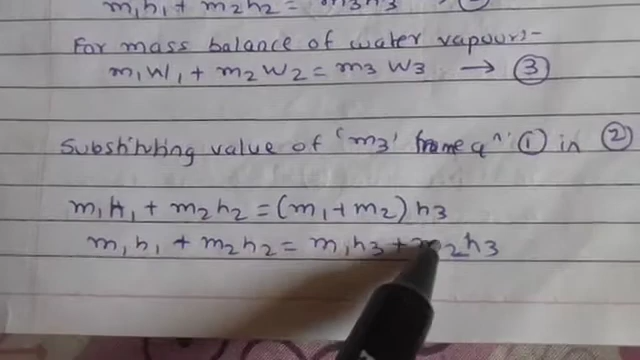 m₁h₁ + m₂h₂ = m₃h₃ → ②
For mass balance of water vapour:-
m₁W₁ + m₂W₂ = m₃W₃ → ③
Substituting value of 'm₃' from eqⁿ. ① in ②
m₁h₁ + m₂h₂ = (m₁+m₂) h₃
m₁h₁ + m₂h₂ = m₁h₃ + m₂h₃